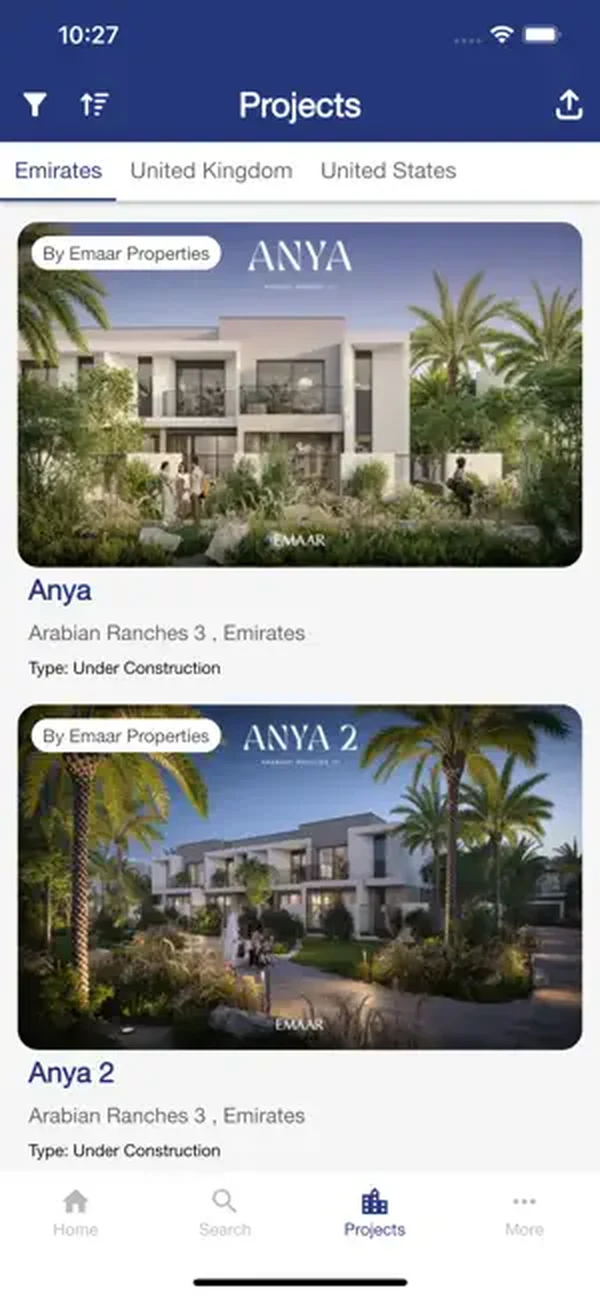 10:27
Projects
Emirates United Kingdom United States
By Emaar Properties
ANYA
EMAAR
Anya
Arabian Ranches 3 , Emirates
Type: Under Construction
By Emaar Properties
ANYA 2
EMAAR
Anya 2
Arabian Ranches 3 , Emirates
Type: Under Construction
Home Search Projects More